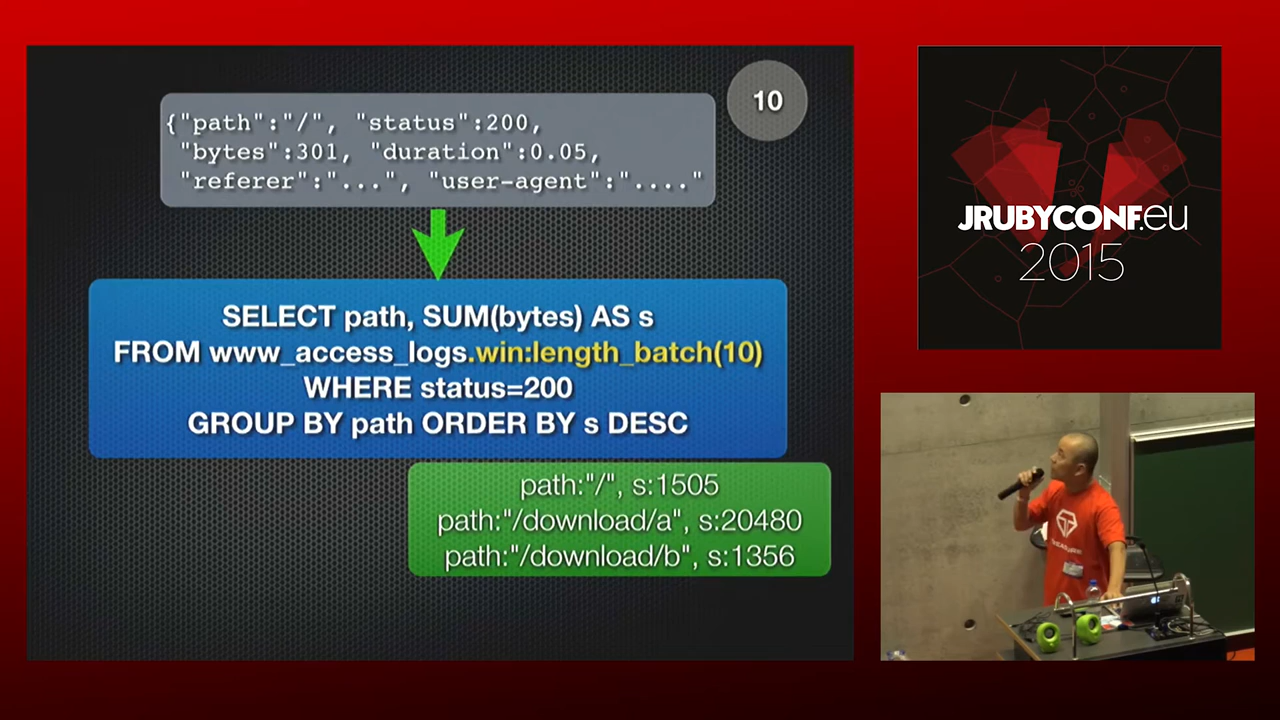 10
{"path":"/", "status":200,
"bytes":301, "duration":0.05,
"referer":"...", "user-agent":"...."
SELECT path, SUM(bytes) AS s
FROM www_access_logs.win:length_batch(10)
WHERE status=200
GROUP BY path ORDER BY s DESC
path:"/", s:1505
path:"/download/a", s:20480
path:"/download/b", s:1356
JRUBYCONF.eu
2015